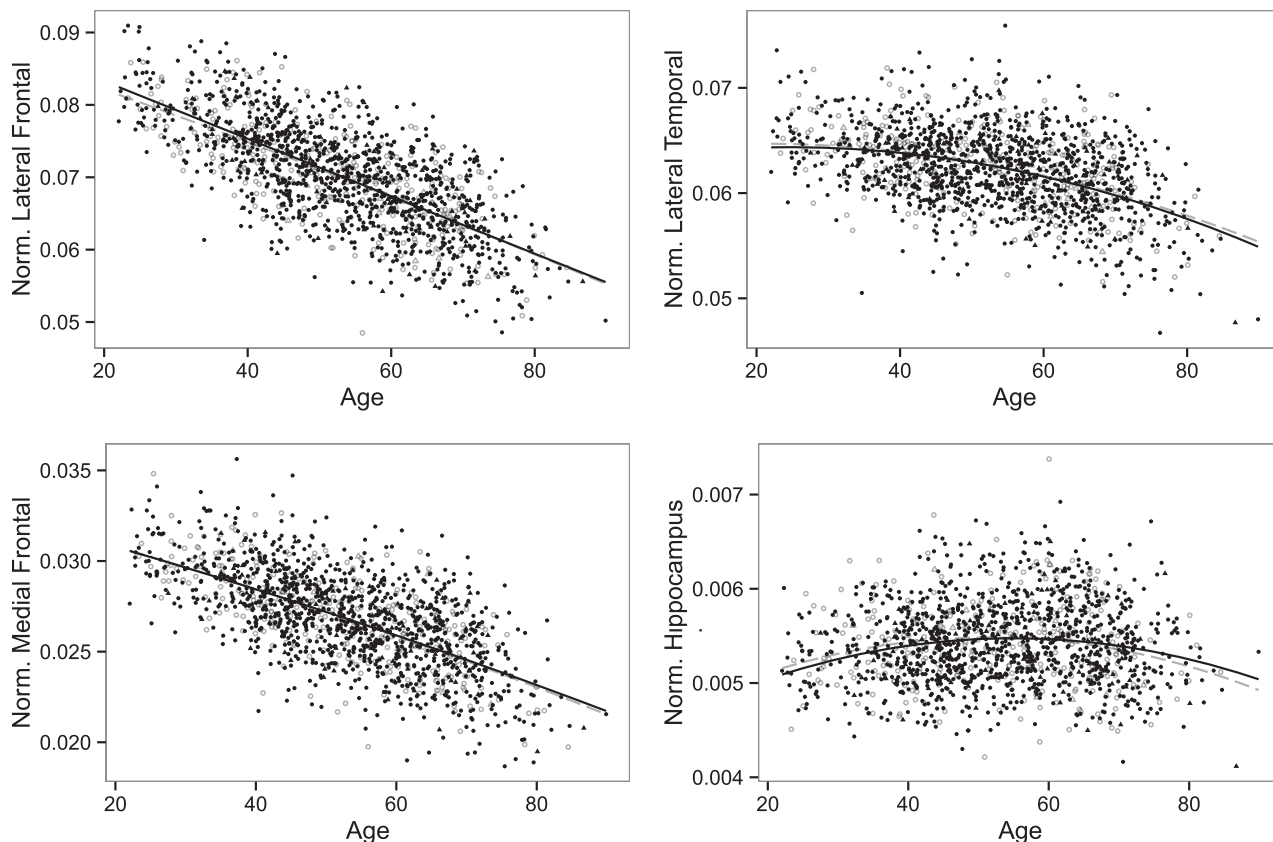 Norm. Lateral Frontal
0.09
0.08
0.07
0.06
0.05
20 40 60 80
Age
Norm. Lateral Temporal
0.07
0.06
0.05
20 40 60 80
Age
Norm. Medial Frontal
0.035
0.030
0.025
0.020
20 40 60 80
Age
Norm. Hippocampus
0.007
0.006
0.005
0.004
20 40 60 80
Age